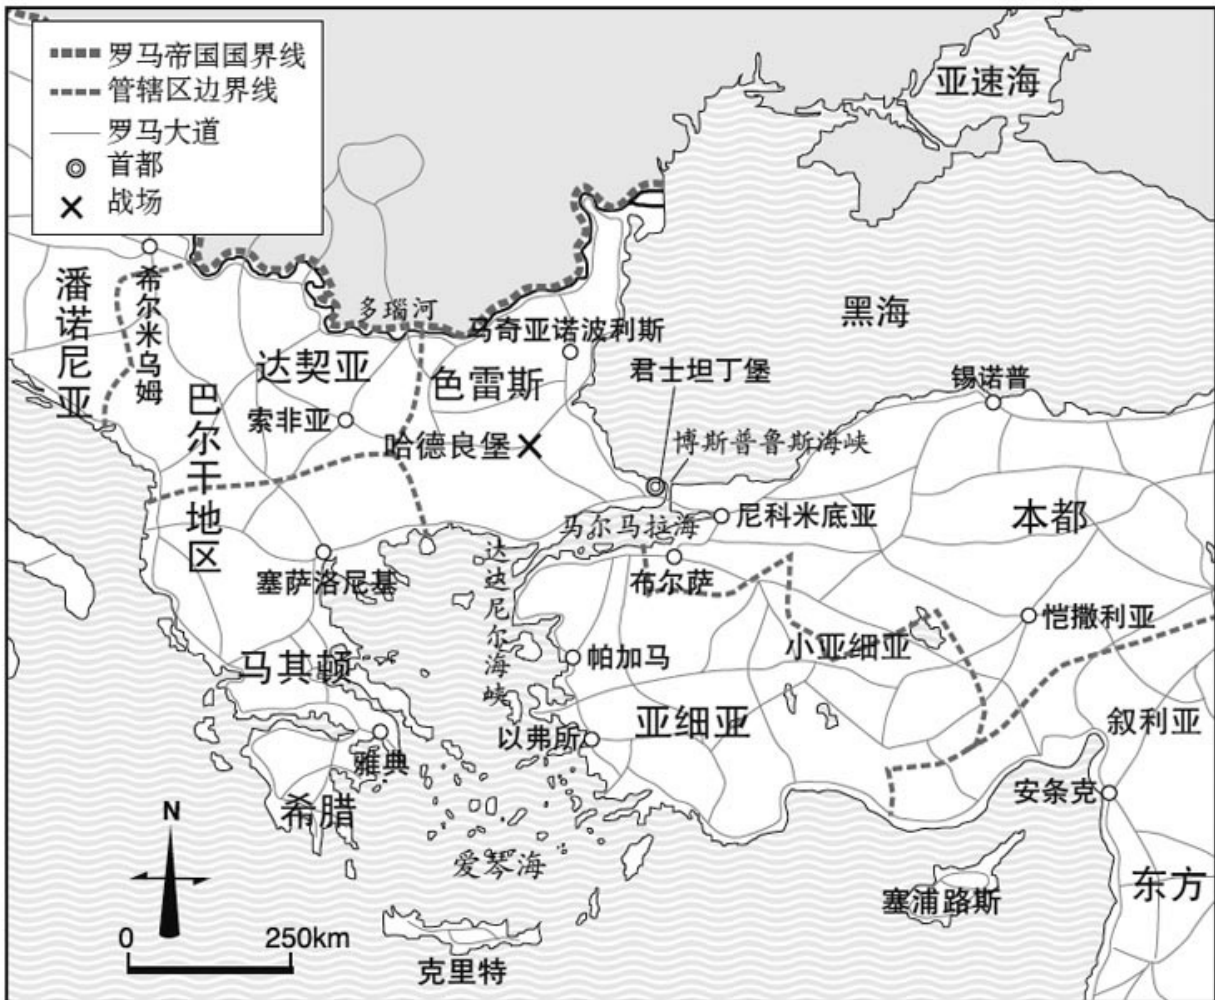 罗马帝国国界线
管辖区边界线
罗马大道
首都
战场
亚速海
潘诺尼亚
希尔米乌姆
多瑙河
黑海
马奇亚诺波利斯
达契亚
色雷斯
君士坦丁堡
锡诺普
巴尔干地区
索非亚
哈德良堡
博斯普鲁斯海峡
马尔马拉海
尼科米底亚
本都
达达尼尔海峡
塞萨洛尼基
布尔萨
恺撒利亚
马其顿
帕加马
小亚细亚
以弗所
亚细亚
叙利亚
雅典
希腊
安条克
N
爱琴海
塞浦路斯
东方
0 250km
克里特